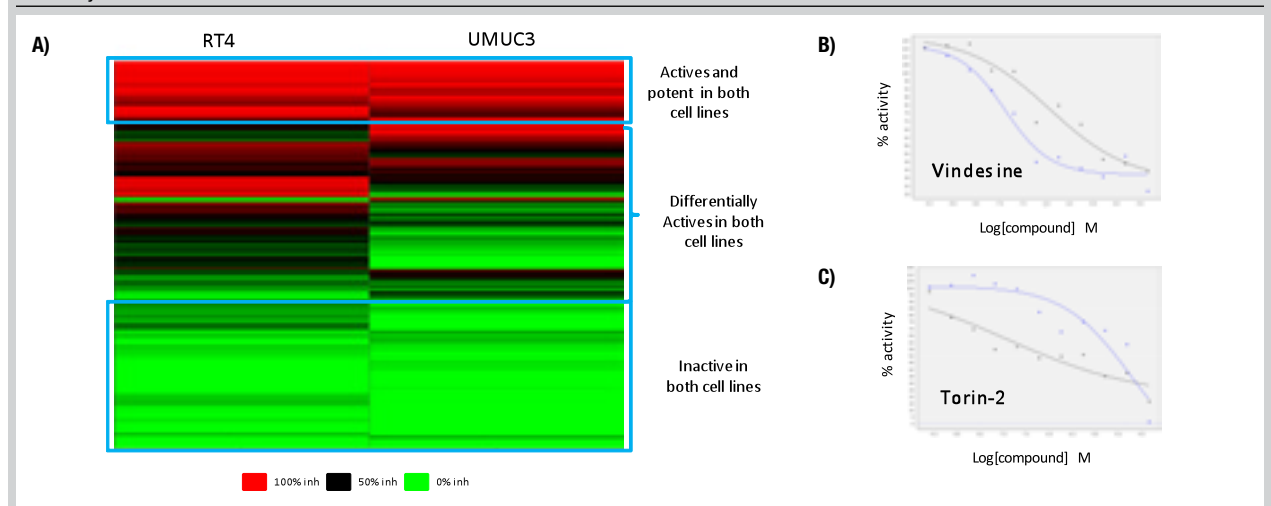 A)
RT4
UMUC3
Actives and
potent in both
cell lines
Differentially
Actives in both
cell lines
Inactive in
both cell lines
100% inh
50% inh
0% inh
B)
% activity
Vindesine
Log[compound] M
C)
% activity
Torin-2
Log[compound] M